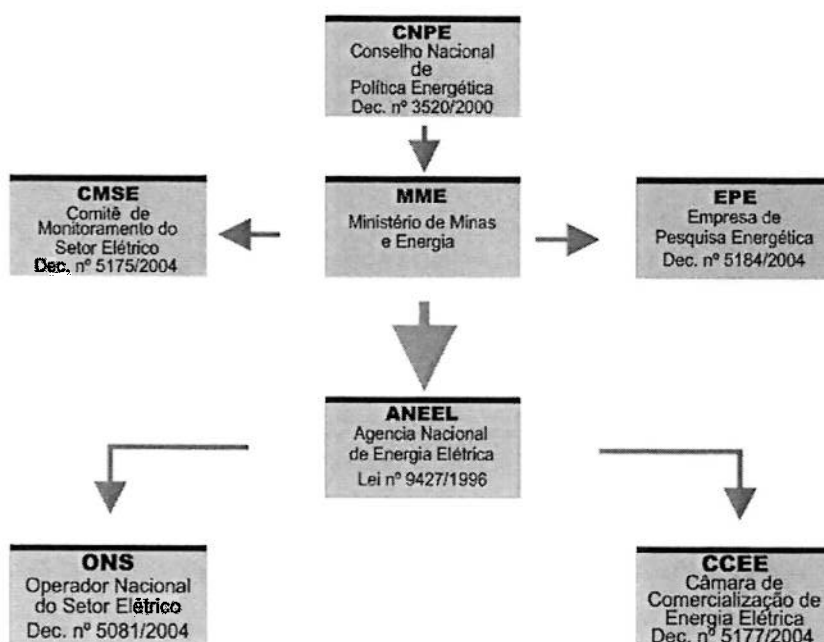 CNPE
Conselho Nacional
de
Política Energética
Dec. nº 3520/2000
CMSE
Comitê de
Monitoramento do
Setor Elétrico
Dec. nº 5175/2004
MME
Ministério de Minas
e Energia
EPE
Empresa de
Pesquisa Energética
Dec. nº 5184/2004
ANEEL
Agencia Nacional
de Energia Elétrica
Lei nº 9427/1996
ONS
Operador Nacional
do Setor Elétrico
Dec. nº 5081/2004
CCEE
Câmara de
Comercialização de
Energia Elétrica
Dec. nº 5177/2004